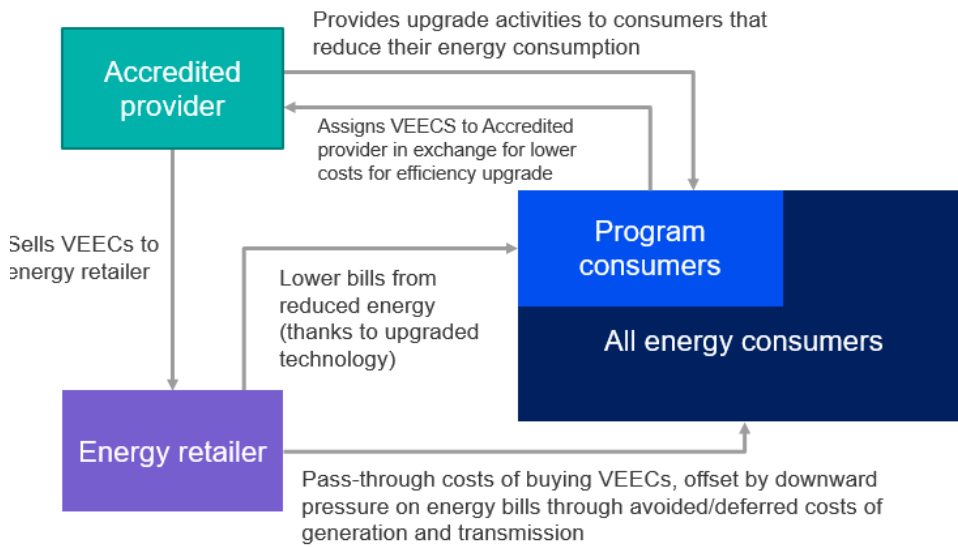 Provides upgrade activities to consumers that
reduce their energy consumption
Accredited
provider
Assigns VEECS to Accredited
provider in exchange for lower
costs for efficiency upgrade
Sells VEECs to
energy retailer
Program
consumers
Lower bills from
reduced energy
(thanks to upgraded
technology)
All energy consumers
Energy retailer
Pass-through costs of buying VEECs, offset by downward
pressure on energy bills through avoided/deferred costs of
generation and transmission